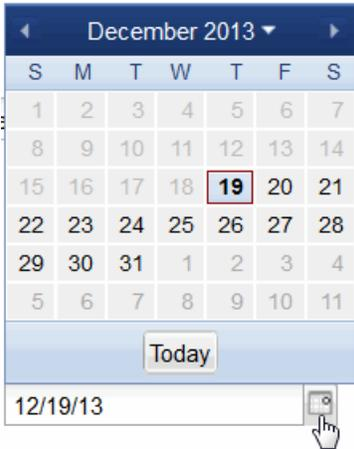 December 2013
S M T W T F S
1 2 3 4 5 6 7
8 9 10 11 12 13 14
15 16 17 18 19 20 21
22 23 24 25 26 27 28
29 30 31 1 2 3 4
5 6 7 8 9 10 11
Today
12/19/13